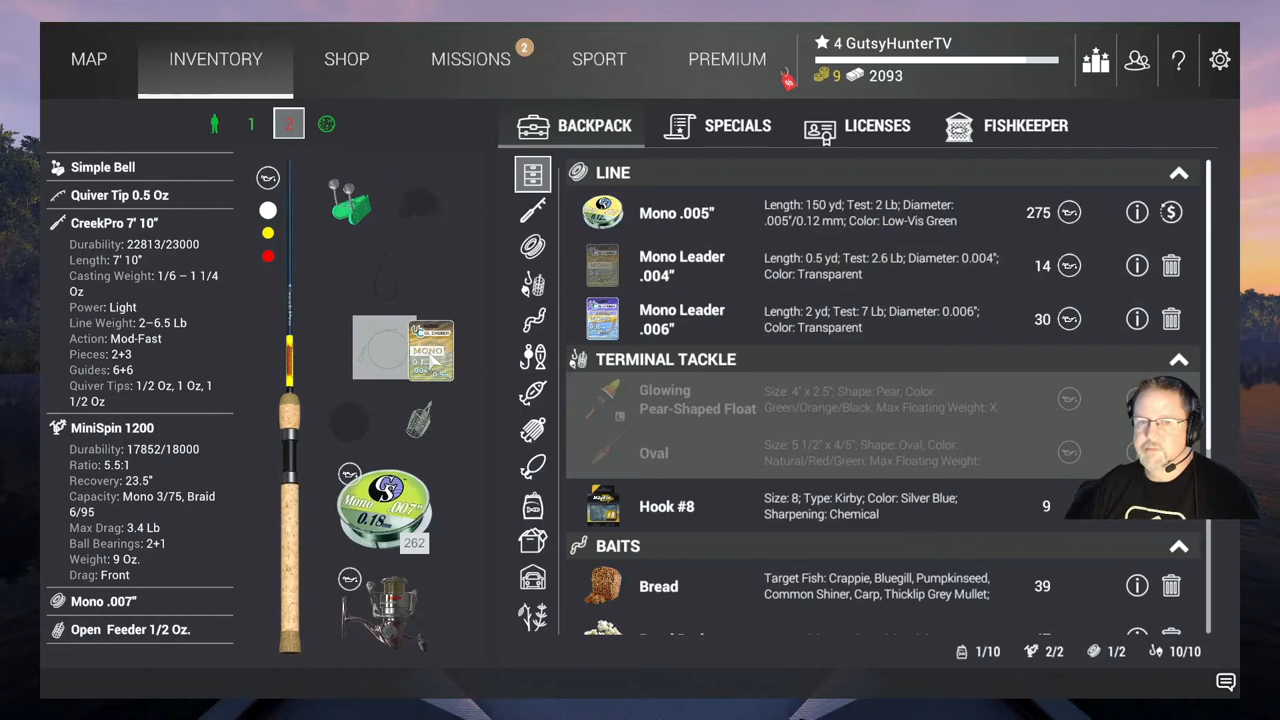 MAP
INVENTORY
SHOP
MISSIONS
2
SPORT
PREMIUM
4 GutsyHunterTV
9 2093
1
2
BACKPACK
SPECIALS
LICENSES
FISHKEEPER
Simple Bell
Quiver Tip 0.5 Oz
CreekPro 7' 10"
Durability: 22813/23000
Length: 7' 10"
Casting Weight: 1/6 – 1 1/4
Oz
Power: Light
Line Weight: 2–6.5 Lb
Action: Mod-Fast
Pieces: 2+3
Guides: 6+6
Quiver Tips: 1/2 Oz, 1 Oz, 1
1/2 Oz
MiniSpin 1200
Durability: 17852/18000
Ratio: 5.5:1
Recovery: 23.5"
Capacity: Mono 3/75, Braid
6/95
Max Drag: 3.4 Lb
Ball Bearings: 2+1
Weight: 9 Oz.
Drag: Front
Mono .007"
Open Feeder 1/2 Oz.
MONO
Mono .007"
0.18
262
LINE
Mono .005"
Length: 150 yd; Test: 2 Lb; Diameter:
.005"/0.12 mm; Color: Low-Vis Green
275
Mono Leader
.004"
Length: 0.5 yd; Test: 2.6 Lb; Diameter: 0.004";
Color: Transparent
14
Mono Leader
.006"
Length: 2 yd; Test: 7 Lb; Diameter: 0.006";
Color: Transparent
30
TERMINAL TACKLE
Glowing
Pear-Shaped Float
Size: 4" x 2.5"; Shape: Pear; Color:
Green/Orange/Black; Max Floating Weight: X
Oval
Size: 5 1/2" x 4/5"; Shape: Oval; Color:
Natural/Red/Green; Max Floating Weight:
Hook #8
Size: 8; Type: Kirby; Color: Silver Blue;
Sharpening: Chemical
9
BAITS
Bread
Target Fish: Crappie, Bluegill, Pumpkinseed,
Common Shiner, Carp, Thicklip Grey Mullet;
39
1/10
2/2
1/2
10/10